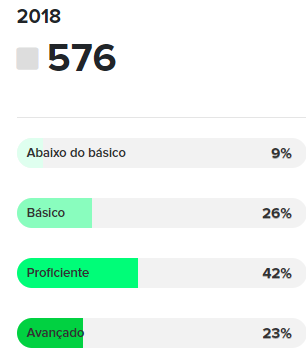 2018
576
Abaixo do básico 9%
Básico 26%
Proficiente 42%
Avançado 23%